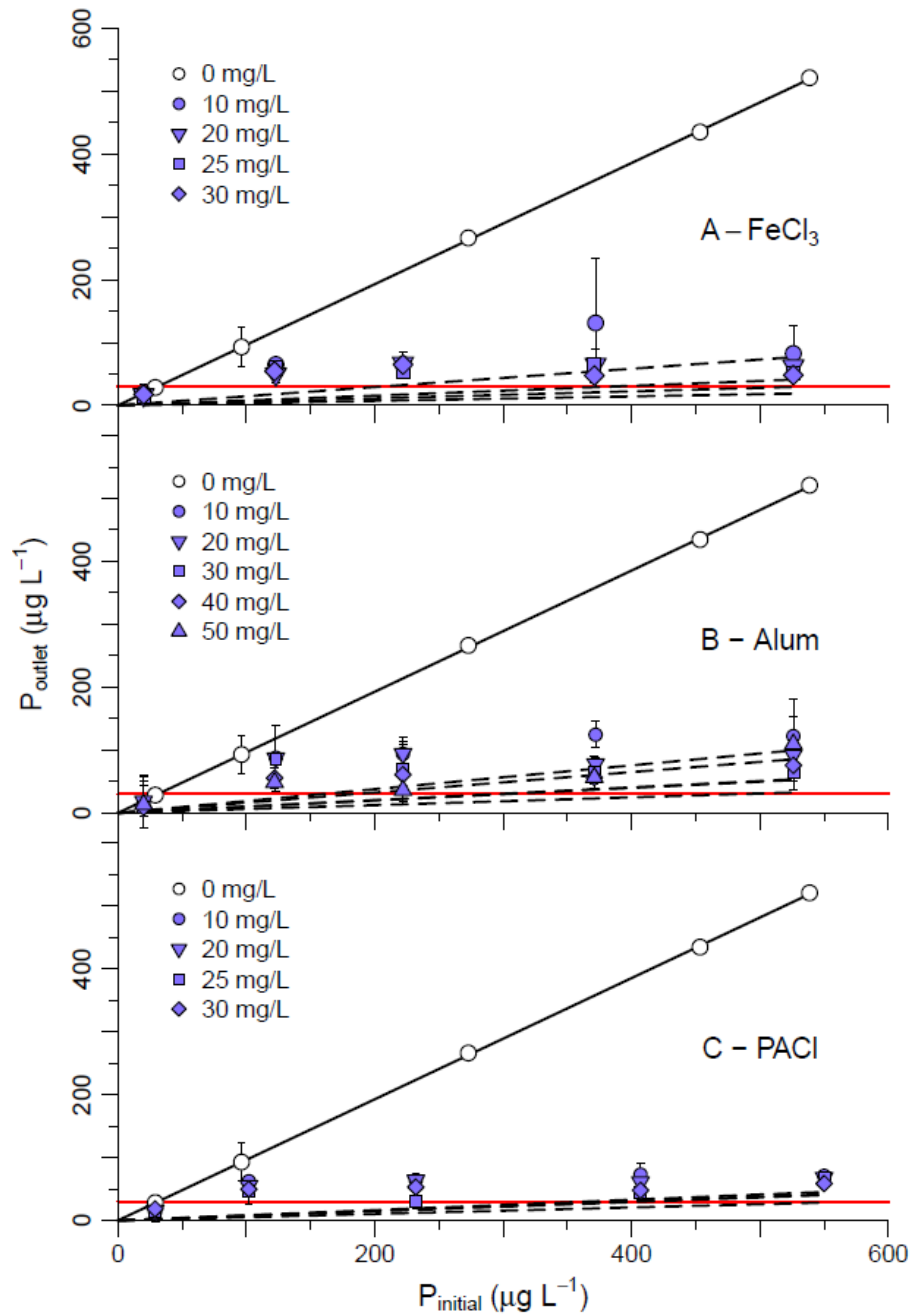 600
400
200
0
0 mg/L
10 mg/L
20 mg/L
25 mg/L
30 mg/L
A – FeCl₃
400
200
0
0 mg/L
10 mg/L
20 mg/L
30 mg/L
40 mg/L
50 mg/L
B – Alum
P_outlet (µg L⁻¹)
400
200
0
0 mg/L
10 mg/L
20 mg/L
25 mg/L
30 mg/L
C – PACl
0 200 400 600
P_initial (µg L⁻¹)